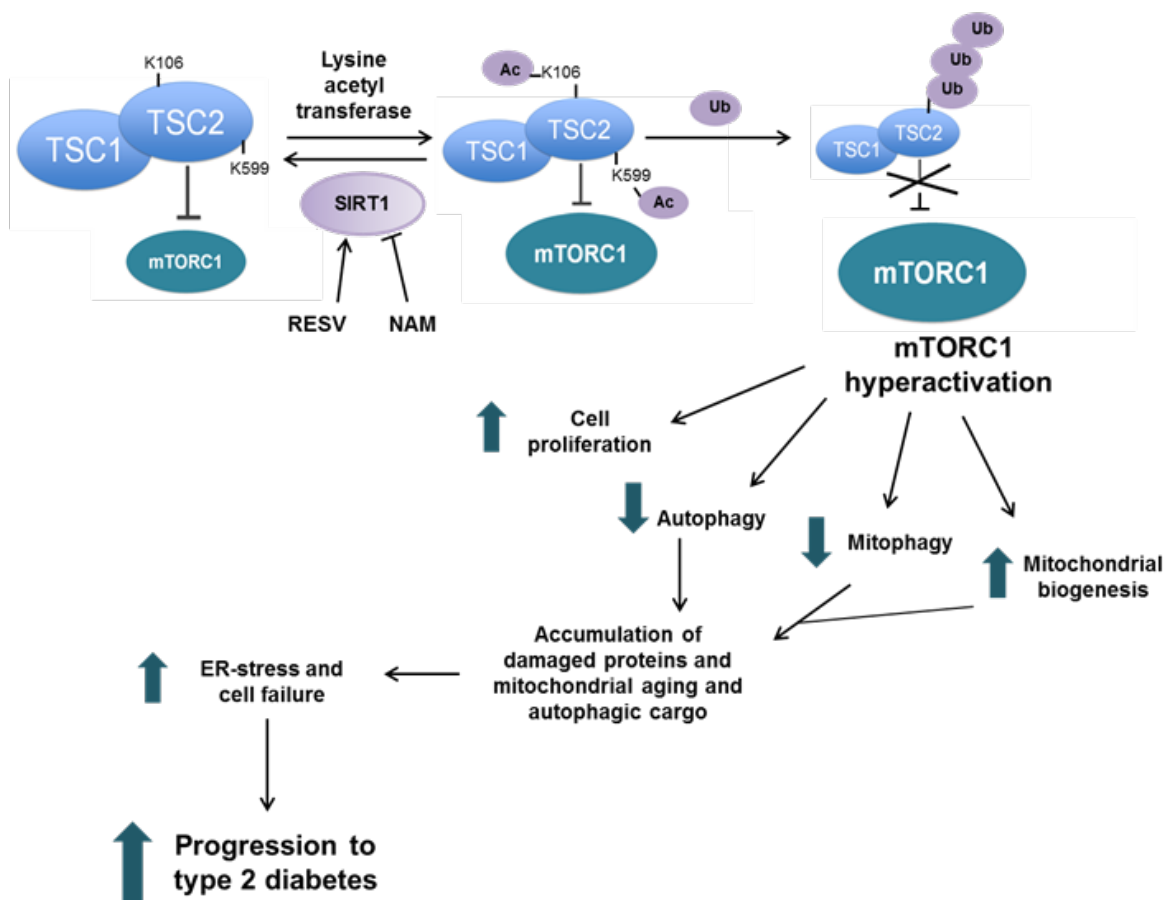 K106
TSC1
TSC2
K599
mTORC1
Lysine
acetyl
transferase
SIRT1
RESV
NAM
Ac
K106
TSC1
TSC2
K599
Ac
mTORC1
Ub
Ub
Ub
Ub
TSC2
TSC1
mTORC1
mTORC1
hyperactivation
Cell
proliferation
Autophagy
Mitophagy
Mitochondrial
biogenesis
Accumulation of
damaged proteins and
mitochondrial aging and
autophagic cargo
ER-stress and
cell failure
Progression to
type 2 diabetes